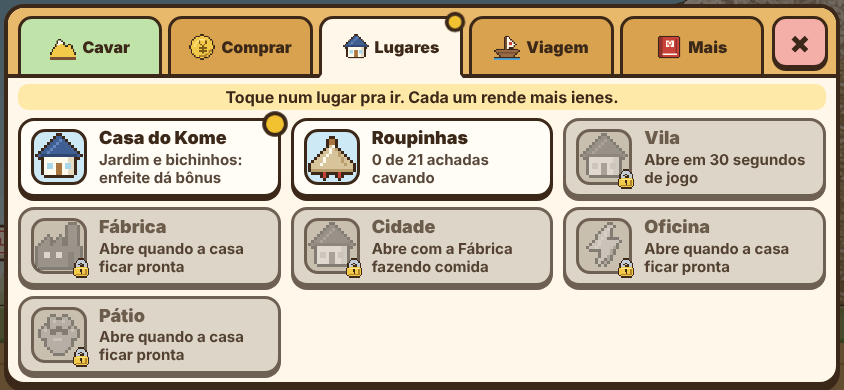 Cavar
Comprar
Lugares
Viagem
Mais
Toque num lugar pra ir. Cada um rende mais ienes.
Casa do Kome
Jardim e bichinhos:
enfeite dá bônus
Roupinhas
0 de 21 achadas
cavando
Vila
Abre em 30 segundos
de jogo
Fábrica
Abre quando a casa
ficar pronta
Cidade
Abre com a Fábrica
fazendo comida
Oficina
Abre quando a casa
ficar pronta
Pátio
Abre quando a casa
ficar pronta